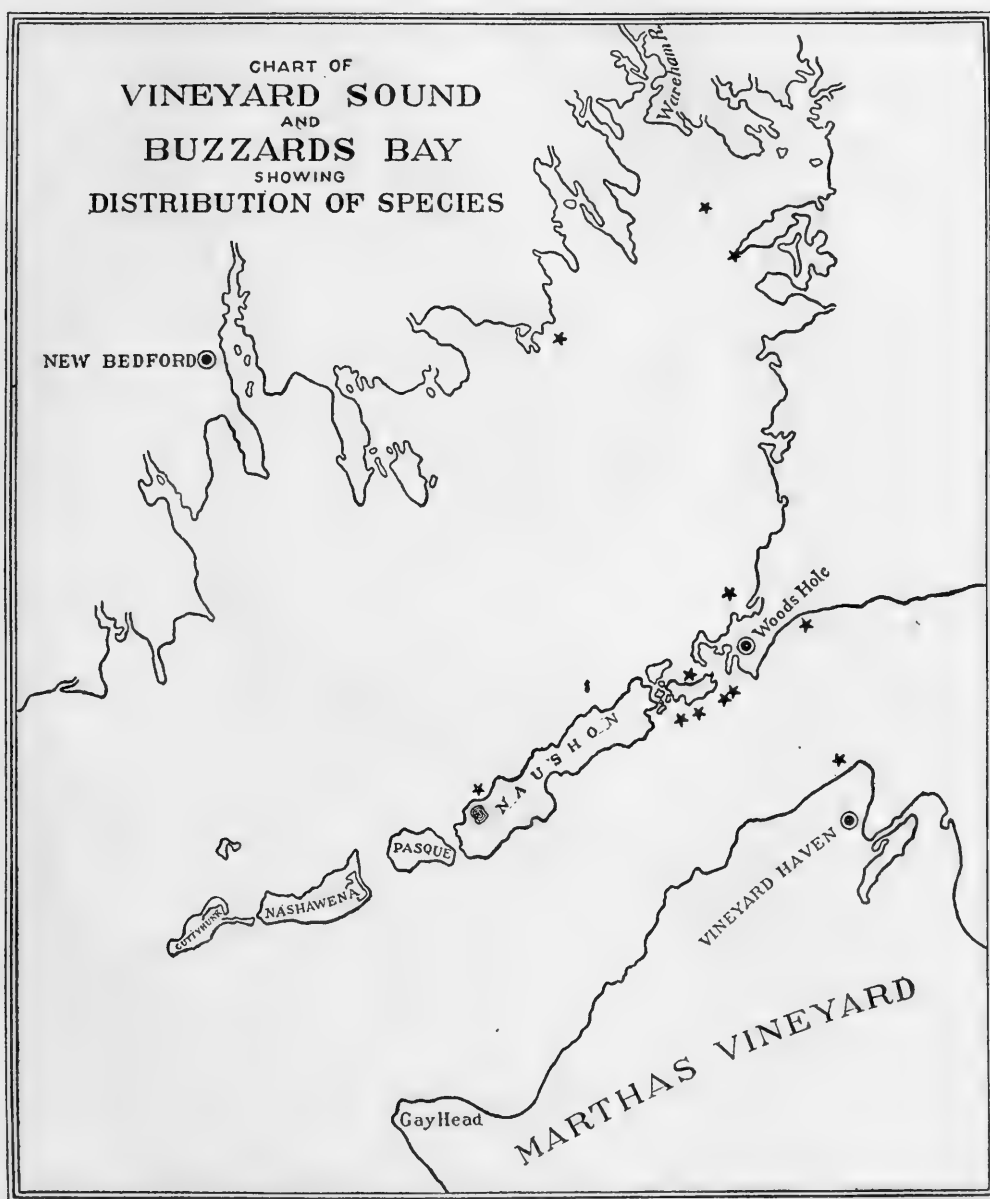 CHART OF
VINEYARD SOUND
AND
BUZZARDS BAY
SHOWING
DISTRIBUTION OF SPECIES
Wareham R.
NEW BEDFORD
Woods Hole
NAUSHON
PASQUE
NASHAWENA
CUTTYHUNK
VINEYARD HAVEN
MARTHAS VINEYARD
Gay Head